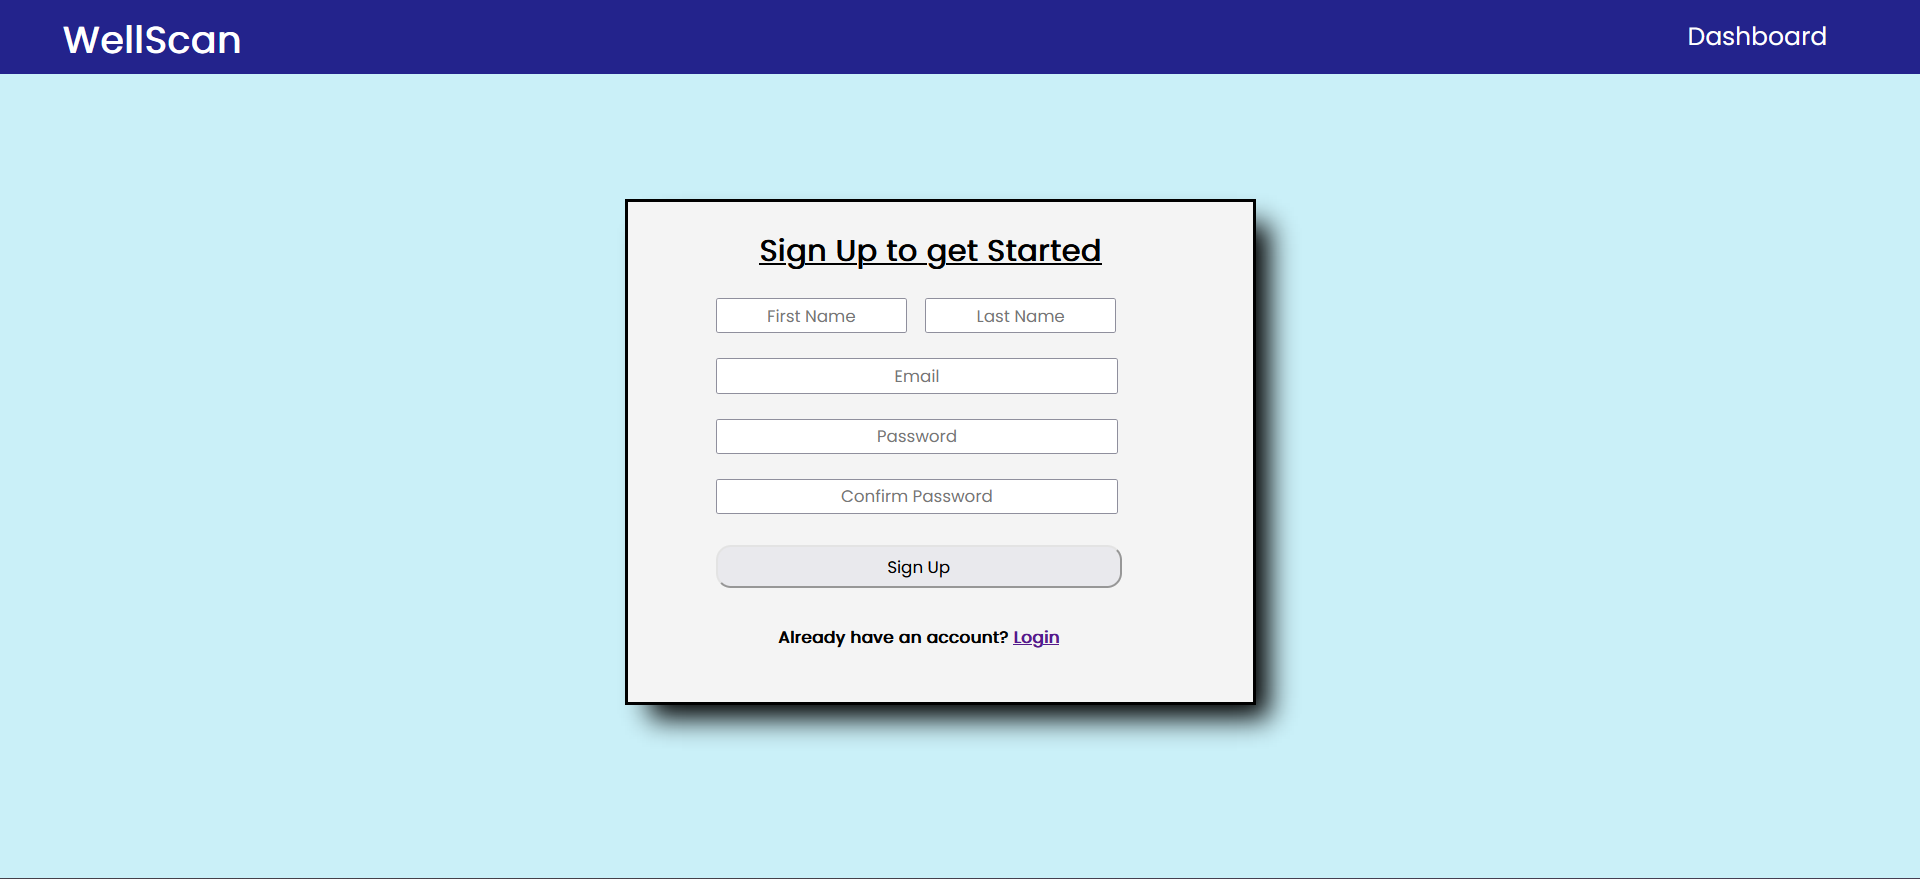 WellScan
Dashboard
Sign Up to get Started
First Name
Last Name
Email
Password
Confirm Password
Sign Up
Already have an account? Login